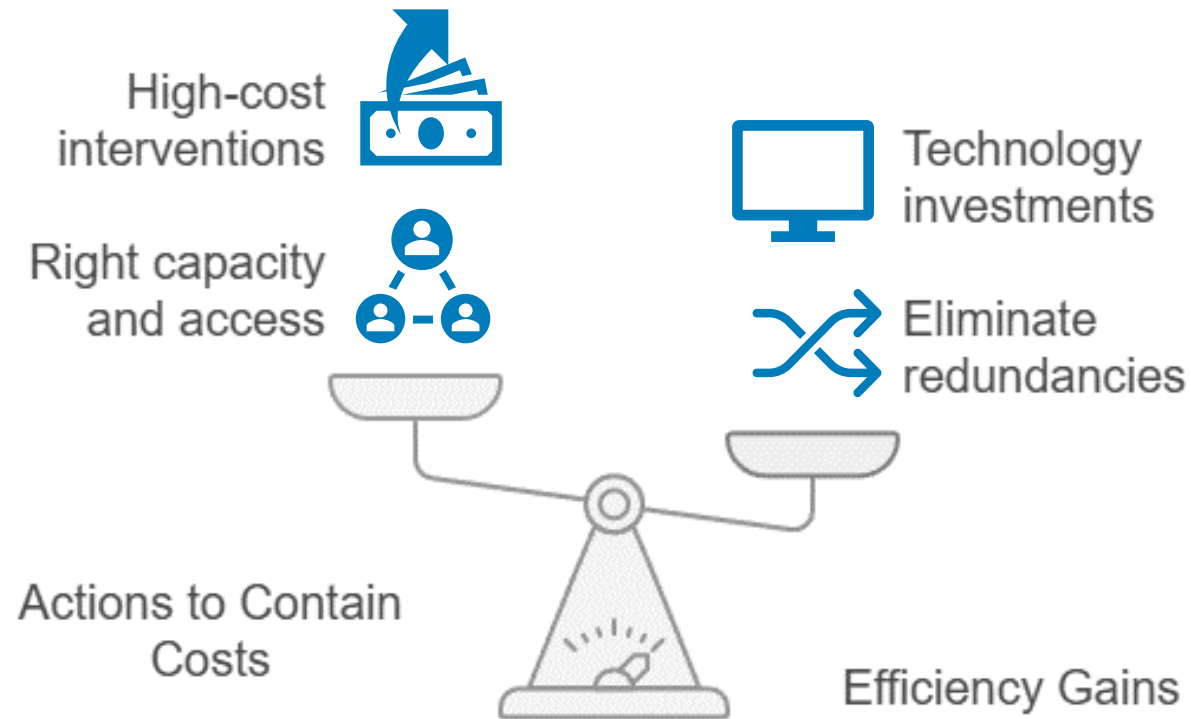 High-cost
interventions
Right capacity
and access
Technology
investments
Eliminate
redundancies
Actions to Contain
Costs
Efficiency Gains